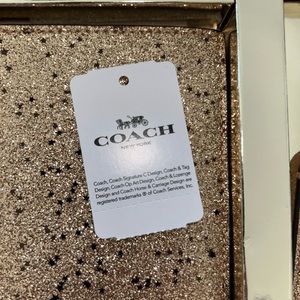 COACH
NEW YORK
Coach, Coach Signature C Design, Coach & Tag
Design, Coach Op Art Design, Coach & Lozenge
Design and Coach Horse & Carriage Design are
registered trademarks ® of Coach Services, Inc.